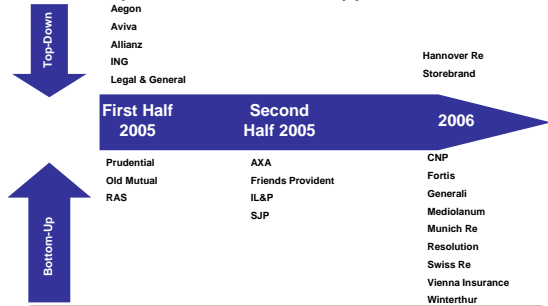 Top-Down
Aegon
Aviva
Allianz
ING
Legal & General
Hannover Re
Storebrand
First Half
2005
Second
Half 2005
2006
Bottom-Up
Prudential
Old Mutual
RAS
AXA
Friends Provident
IL&P
SJP
CNP
Fortis
Generali
Mediolanum
Munich Re
Resolution
Swiss Re
Vienna Insurance
Winterthur